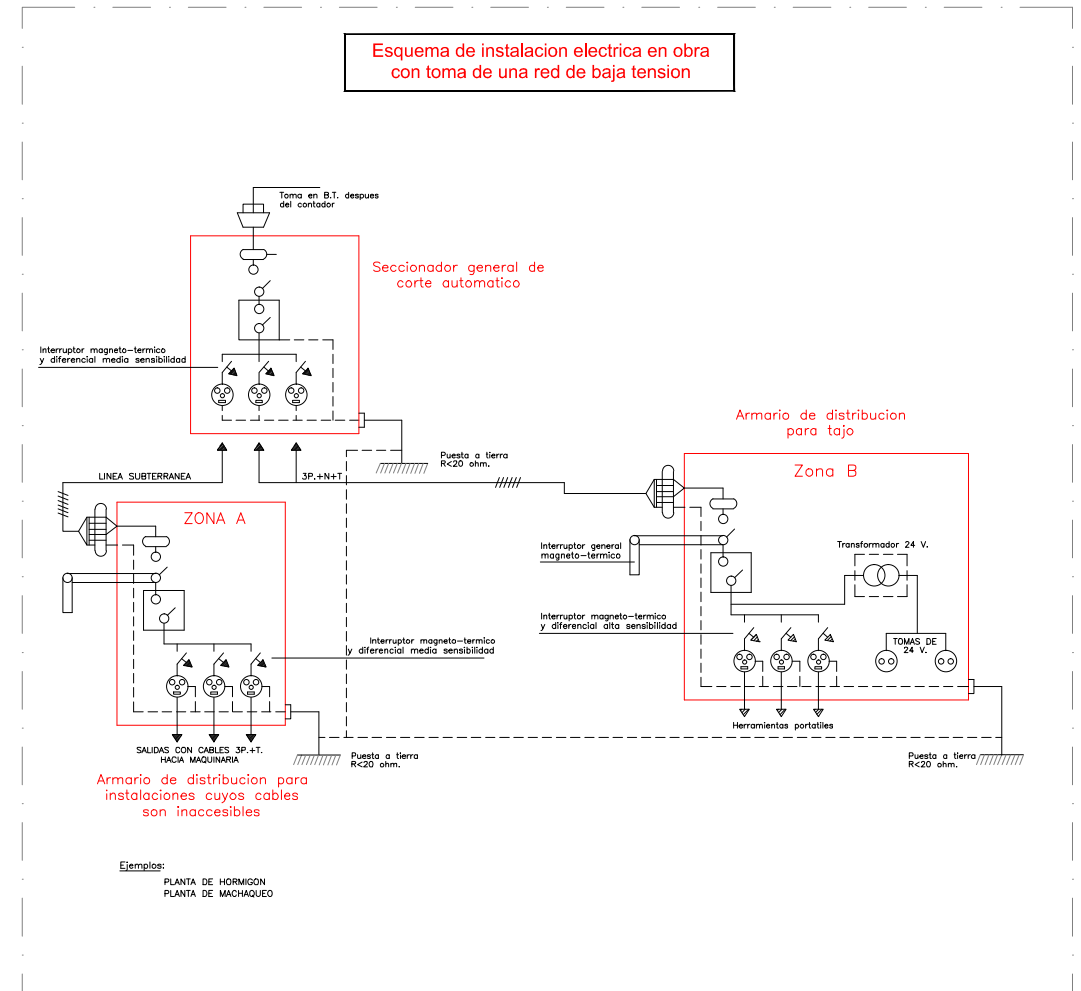 Esquema de instalacion electrica en obra
con toma de una red de baja tension
Toma en B.T. despues
del contador
Seccionador general de
corte automatico
Interruptor magneto-termico
y diferencial media sensibilidad
Armario de distribucion
para tajo
Puesta a tierra
R<20 ohm.
LINEA SUBTERRANEA
3P.+N+T
Zona B
ZONA A
Interruptor general
magneto-termico
Transformador 24 V.
Interruptor magneto-termico
y diferencial alta sensibilidad
Interruptor magneto-termico
y diferencial media sensibilidad
TOMAS DE
24 V.
Herramientas portatiles
SALIDAS CON CABLES 3P.+T.
HACIA MAQUINARIA
Puesta a tierra
R<20 ohm.
Puesta a tierra
R<20 ohm.
Armario de distribucion para
instalaciones cuyos cables
son inaccesibles
Ejemplos:
PLANTA DE HORMIGON
PLANTA DE MACHAQUEO